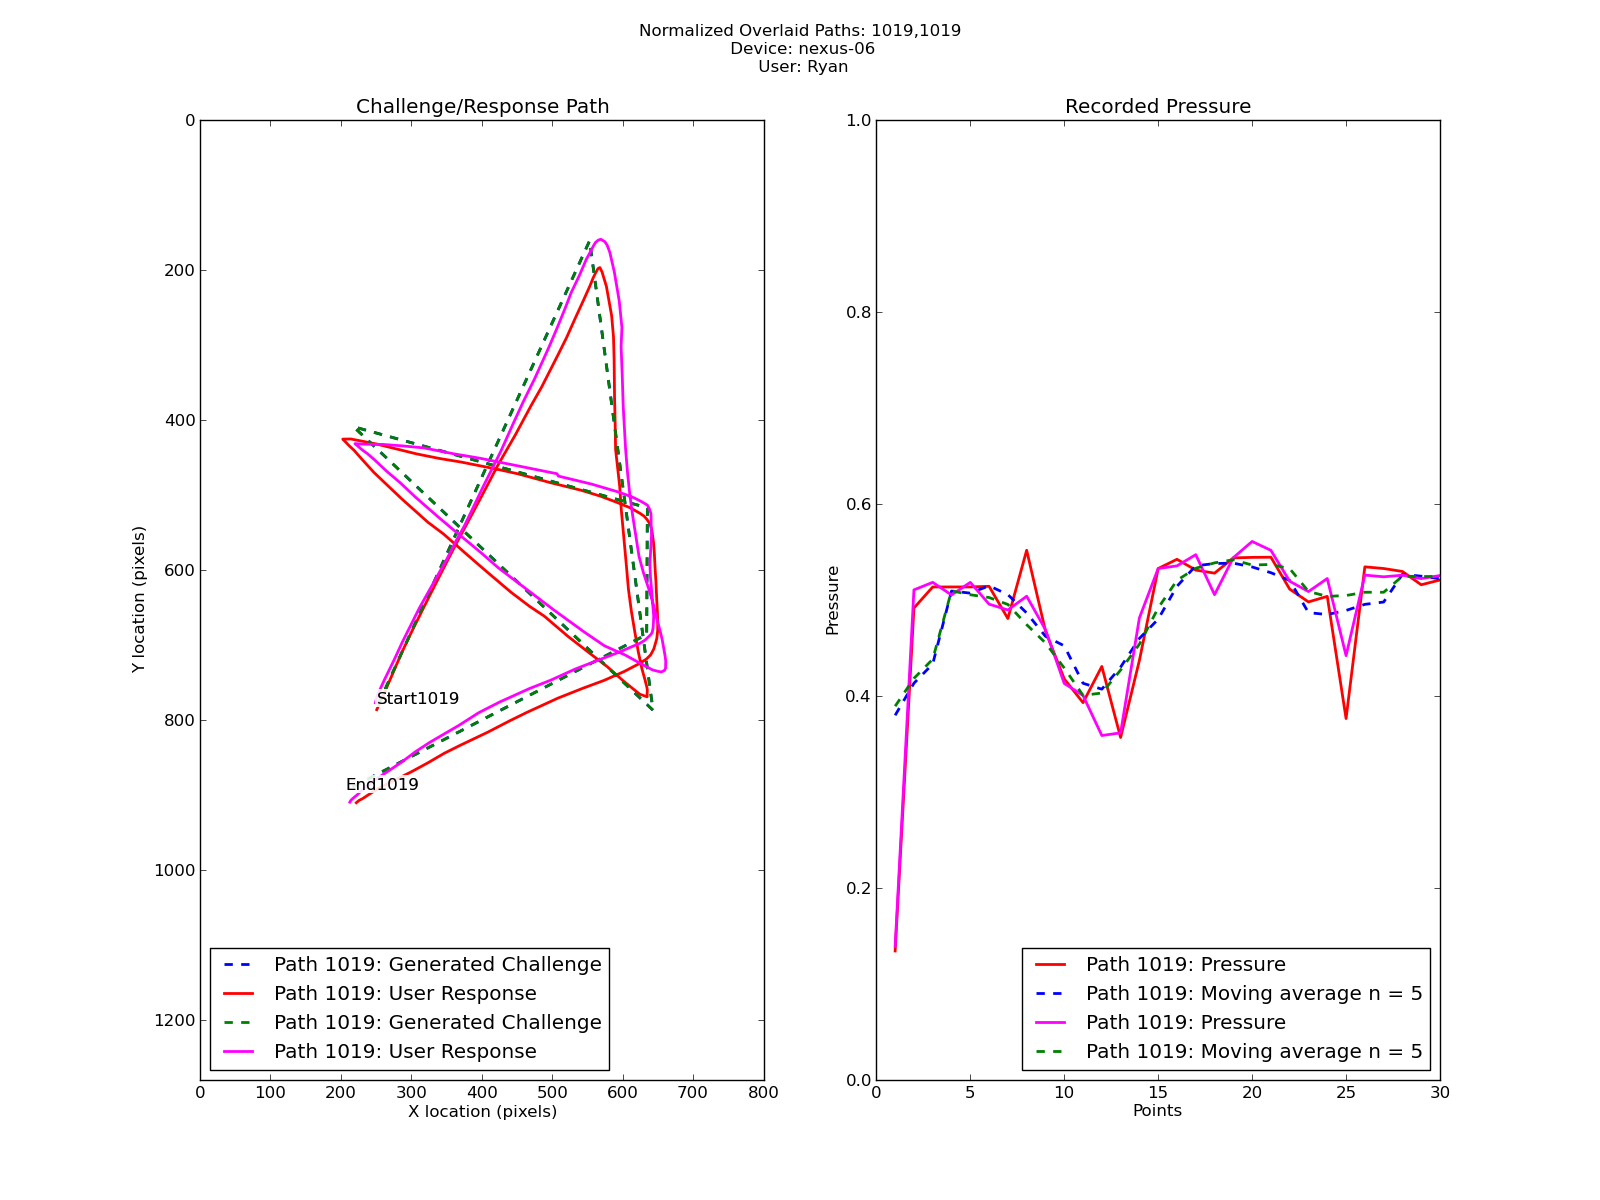 Normalized Overlaid Paths: 1019,1019
Device: nexus-06
User: Ryan
Challenge/Response Path
0
200
400
600
800
1000
1200
Y location (pixels)
Start1019
End1019
Path 1019: Generated Challenge
Path 1019: User Response
Path 1019: Generated Challenge
Path 1019: User Response
0 100 200 300 400 500 600 700 800
X location (pixels)
Recorded Pressure
1.0
0.8
0.6
0.4
0.2
0.0
Pressure
Path 1019: Pressure
Path 1019: Moving average n = 5
Path 1019: Pressure
Path 1019: Moving average n = 5
0 5 10 15 20 25 30
Points